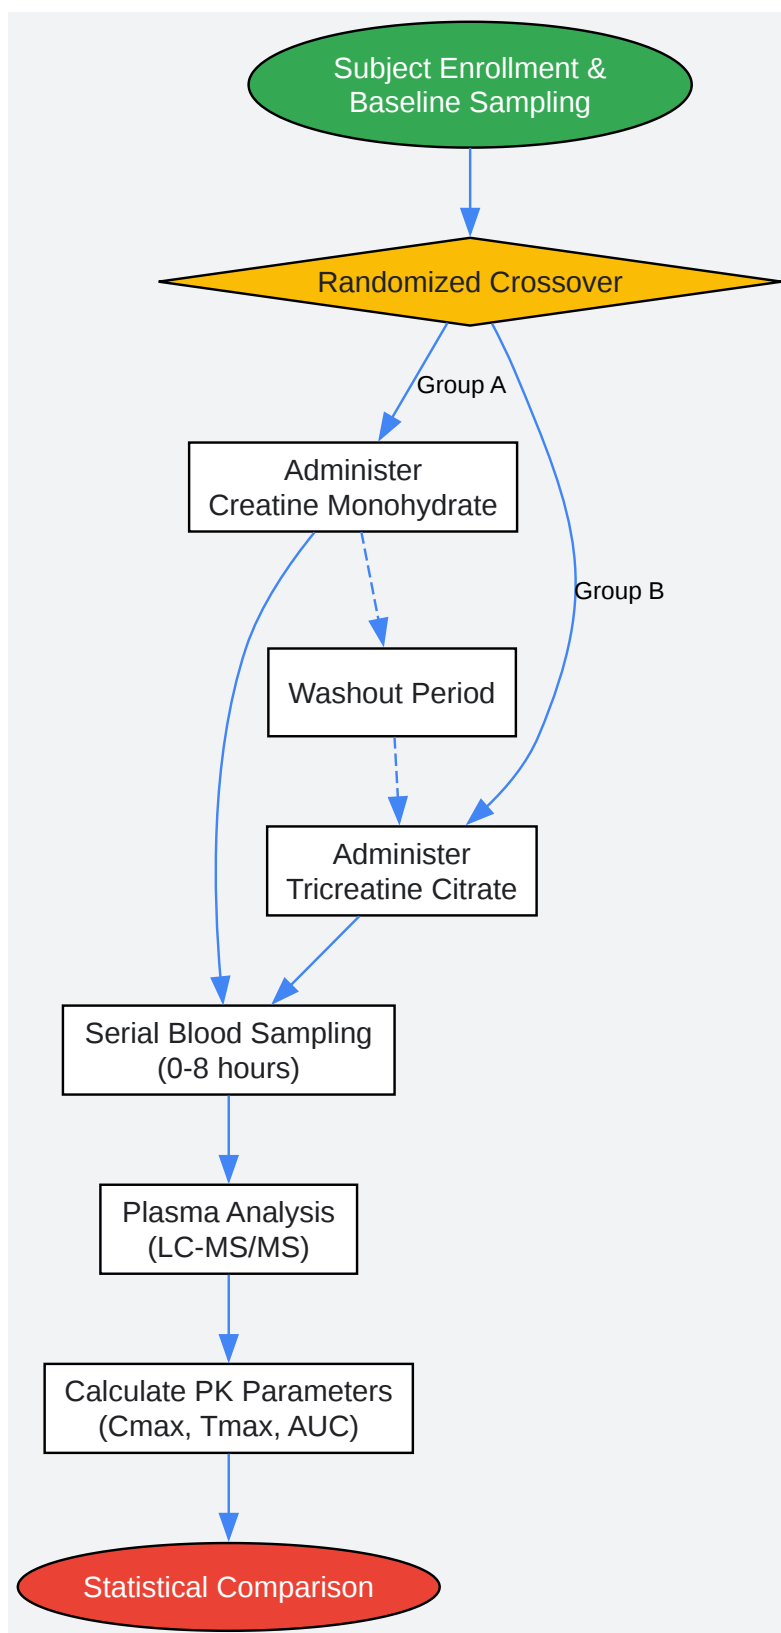 Subject Enrollment &
Baseline Sampling
Randomized Crossover
Group A
Administer
Creatine Monohydrate
Group B
Washout Period
Administer
Tricreatine Citrate
Serial Blood Sampling
(0-8 hours)
Plasma Analysis
(LC-MS/MS)
Calculate PK Parameters
(Cmax, Tmax, AUC)
Statistical Comparison